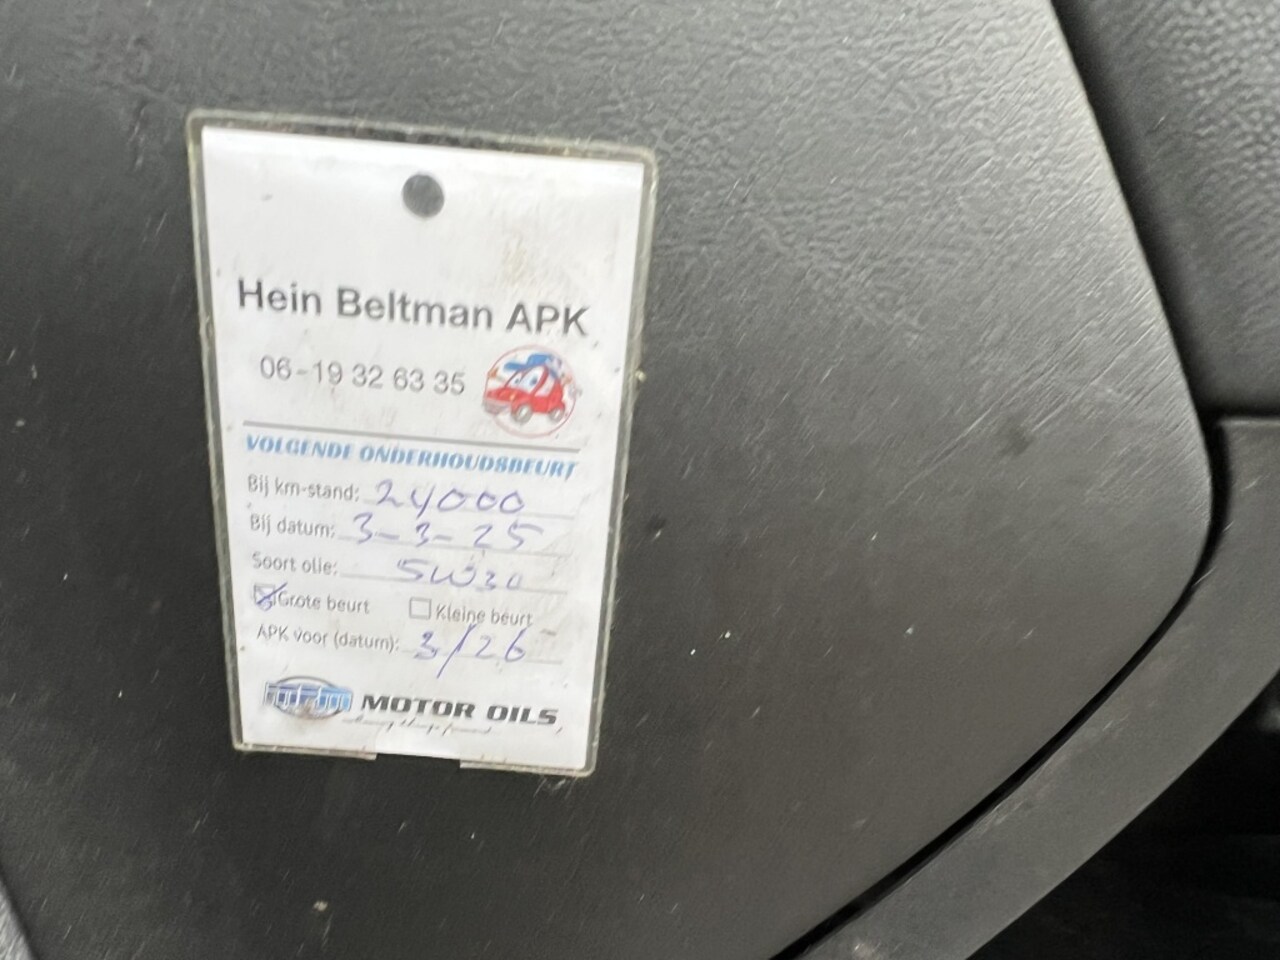 Hein Beltman APK
06-19 32 63 35
VOLGENDE ONDERHOUDSBEURT
Bij km-stand: 24000
Bij datum: 3-3-25
Soort olie: 5W30
Grote beurt Kleine beurt
APK voor (datum): 3/26
MOTOR OILS